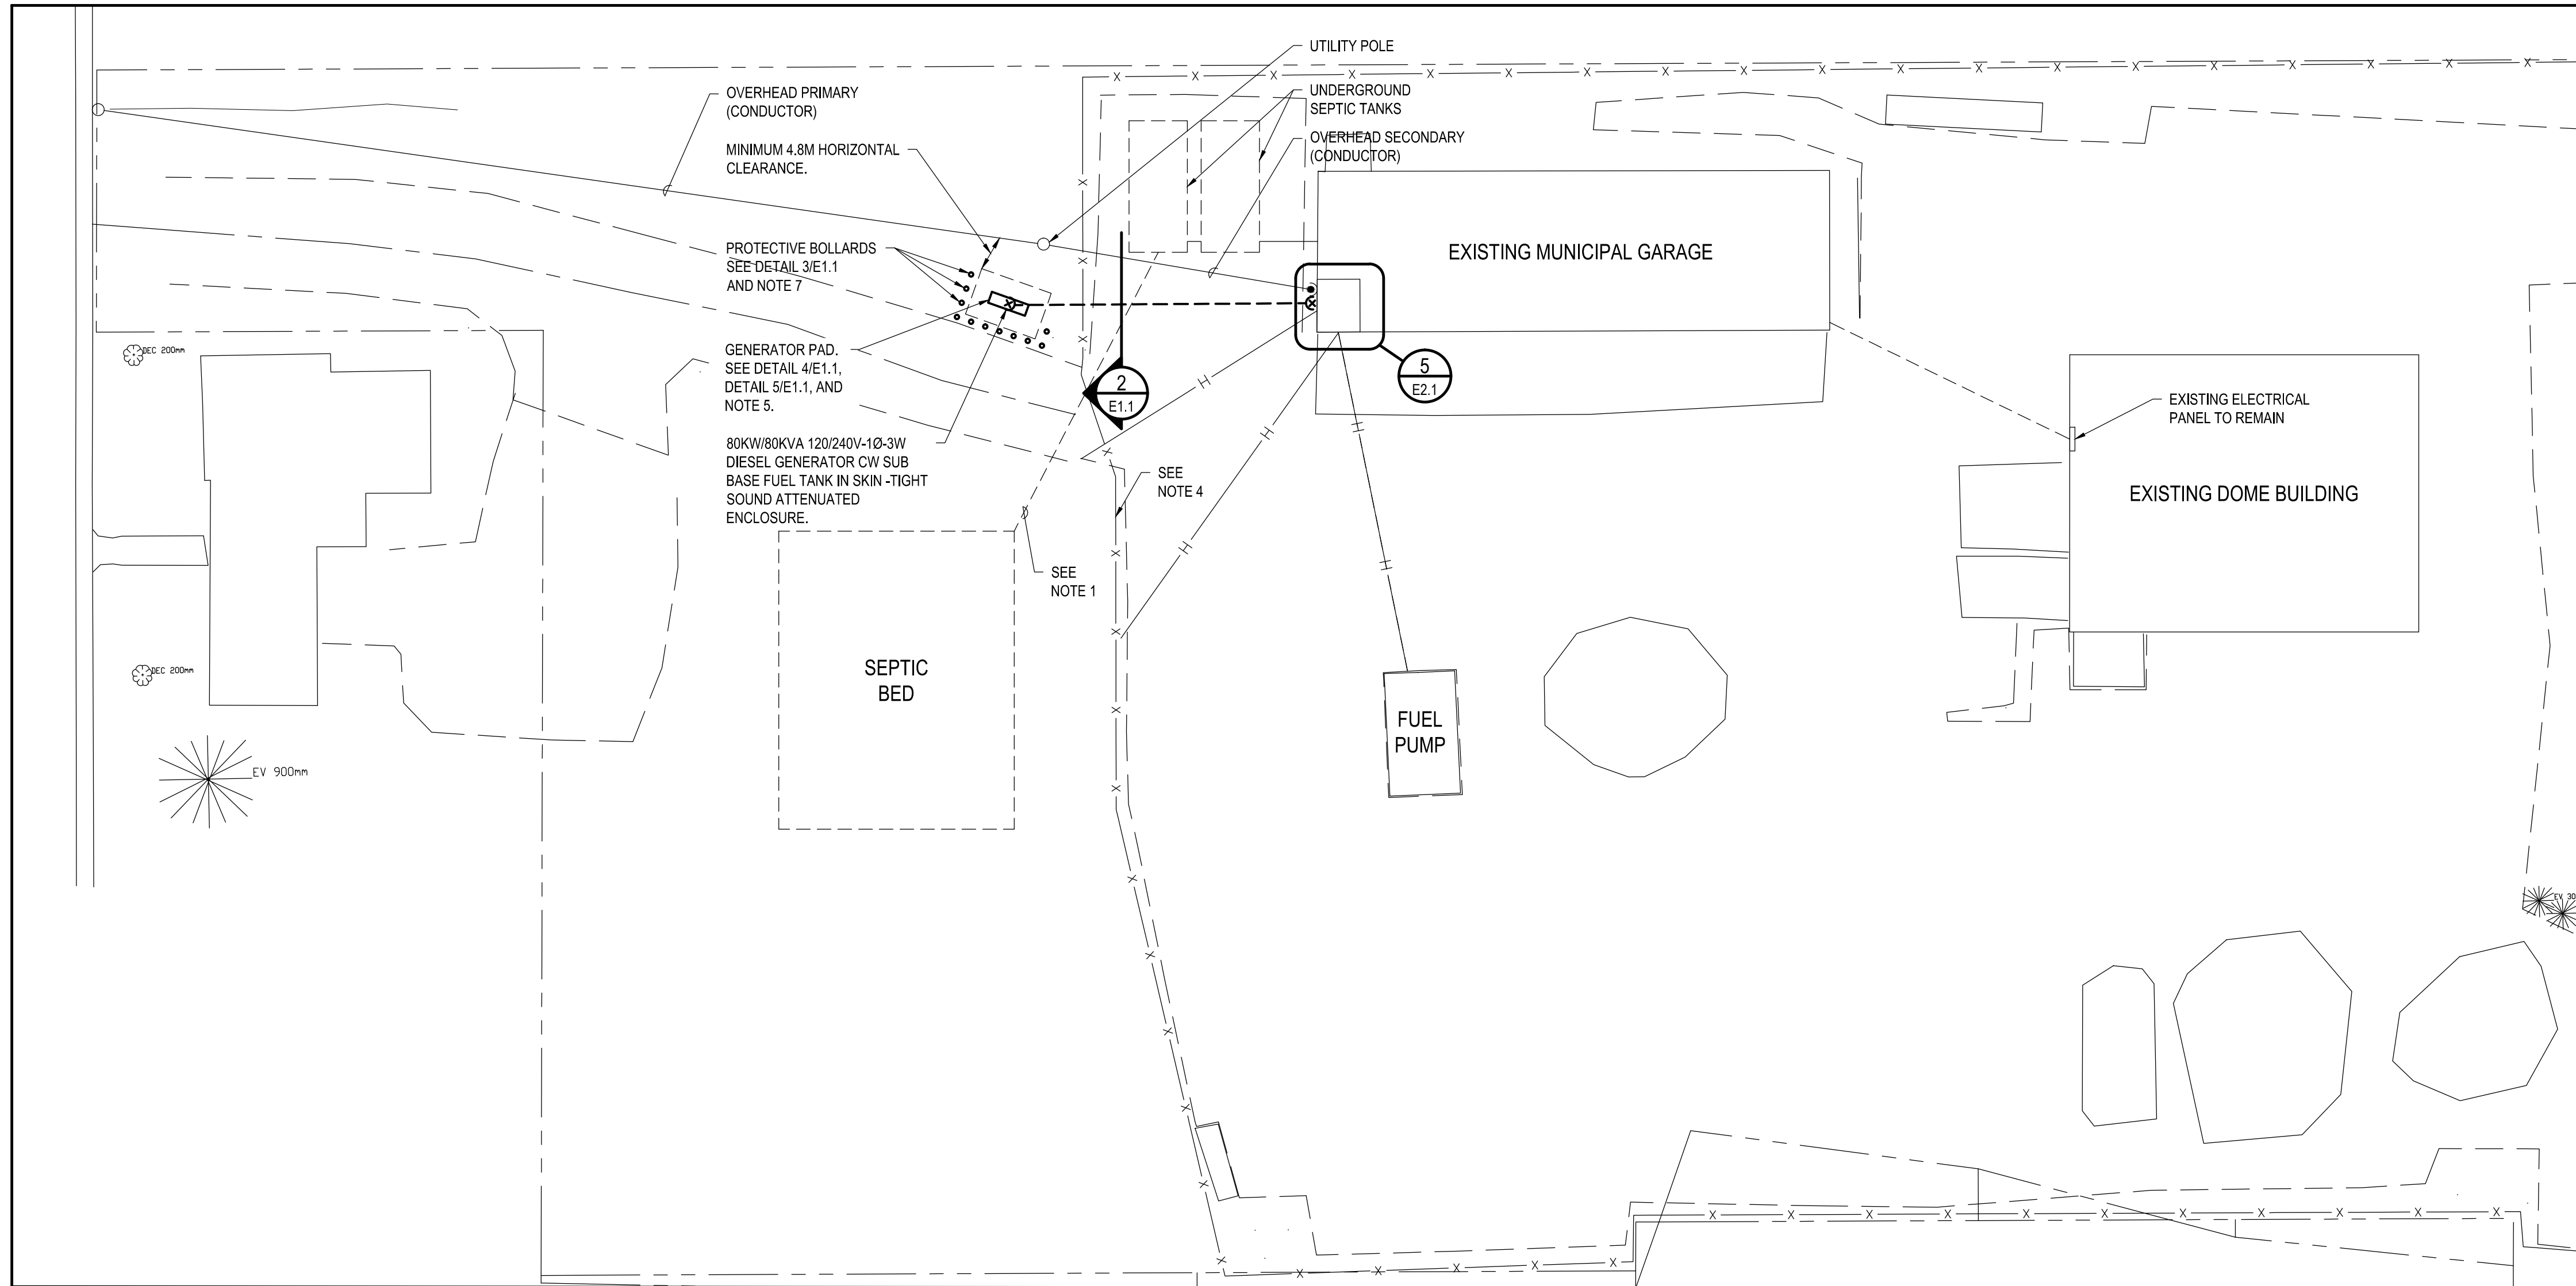 UTILITY POLE
OVERHEAD PRIMARY
(CONDUCTOR)
UNDERGROUND
SEPTIC TANKS
MINIMUM 4.8M HORIZONTAL
CLEARANCE.
OVERHEAD SECONDARY
(CONDUCTOR)
PROTECTIVE BOLLARDS
SEE DETAIL 3/E1.1
AND NOTE 7
EXISTING MUNICIPAL GARAGE
GENERATOR PAD.
SEE DETAIL 4/E1.1,
DETAIL 5/E1.1, AND
NOTE 5.
DEC 200mm
2
E1.1
5
E2.1
EXISTING ELECTRICAL
PANEL TO REMAIN
80KW/80KVA 120/240V-1Ø-3W
DIESEL GENERATOR CW SUB
BASE FUEL TANK IN SKIN -TIGHT
SOUND ATTENUATED
ENCLOSURE.
SEE
NOTE 4
EXISTING DOME BUILDING
SEE
NOTE 1
DEC 200mm
SEPTIC
BED
FUEL
PUMP
EV 900mm
EV 30